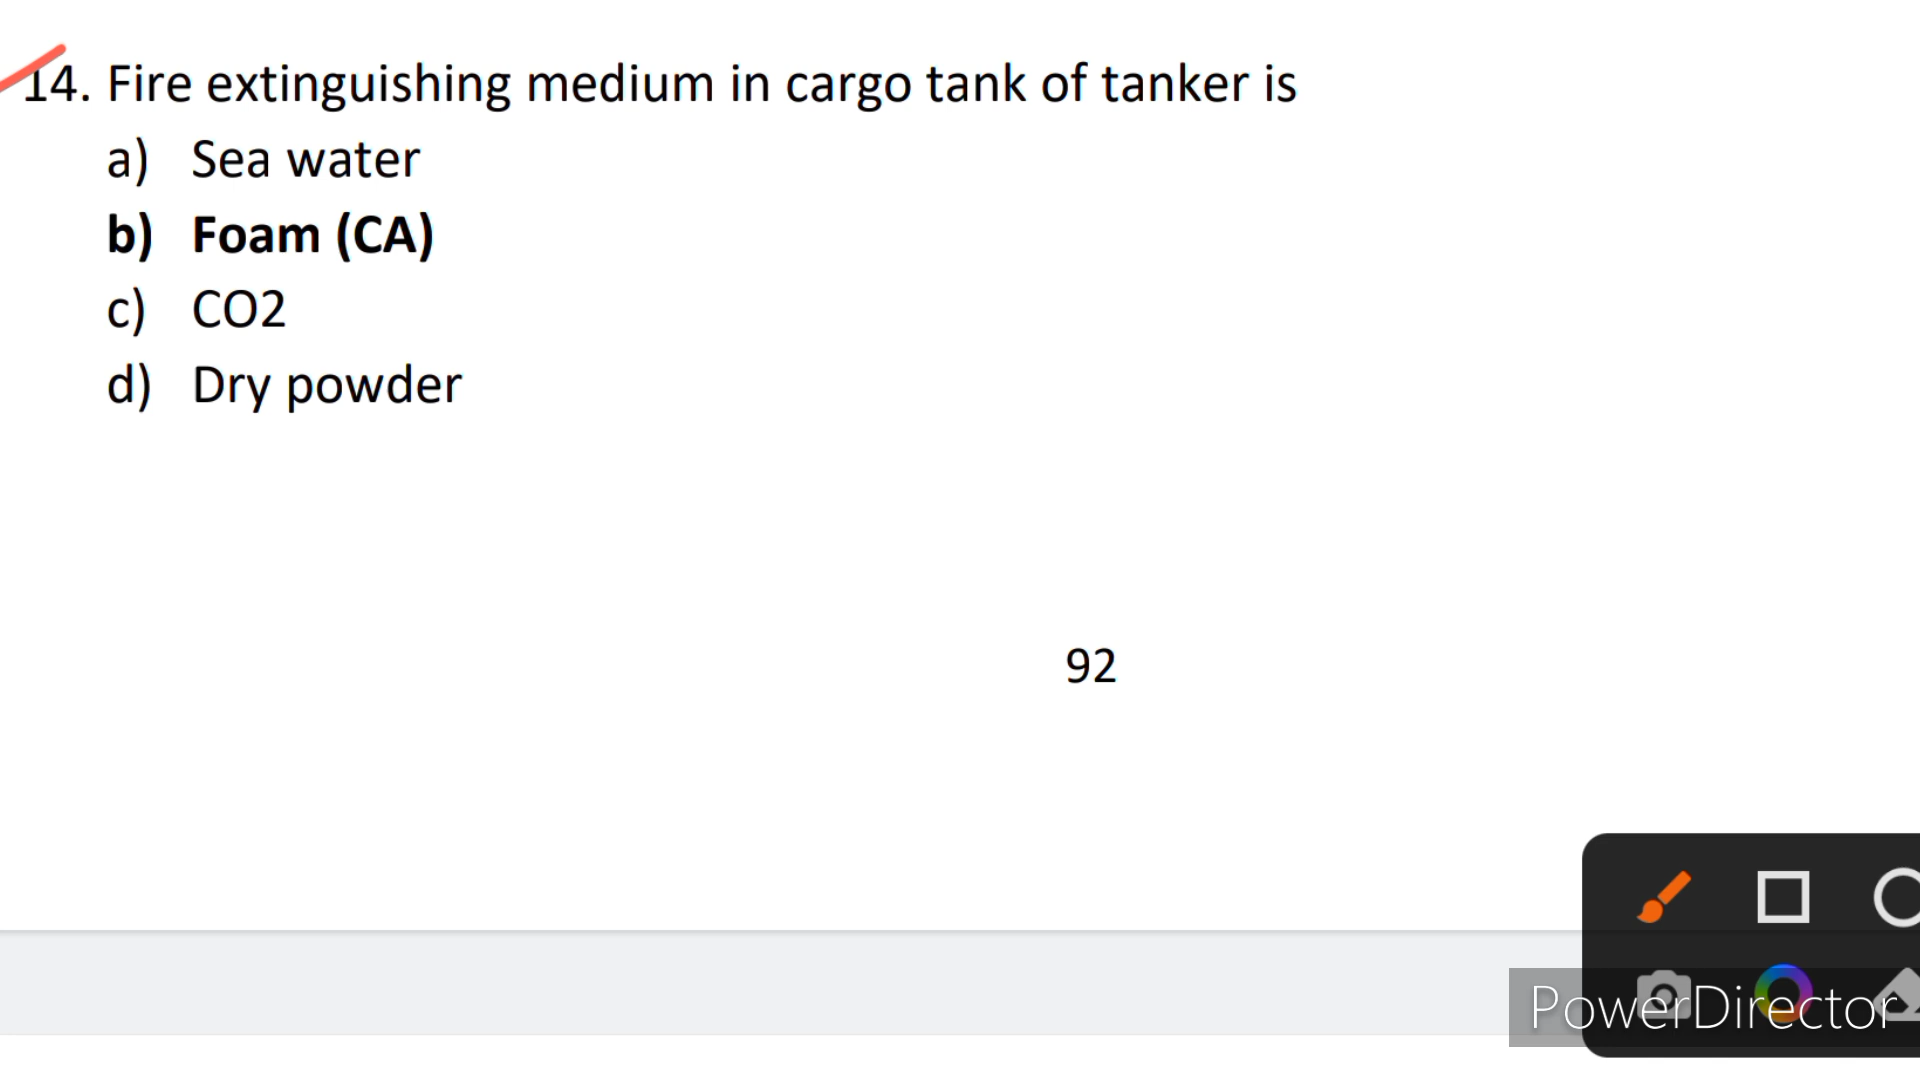 14. Fire extinguishing medium in cargo tank of tanker is
a) Sea water
b) Foam (CA)
c) CO2
d) Dry powder
92
PowerDirector